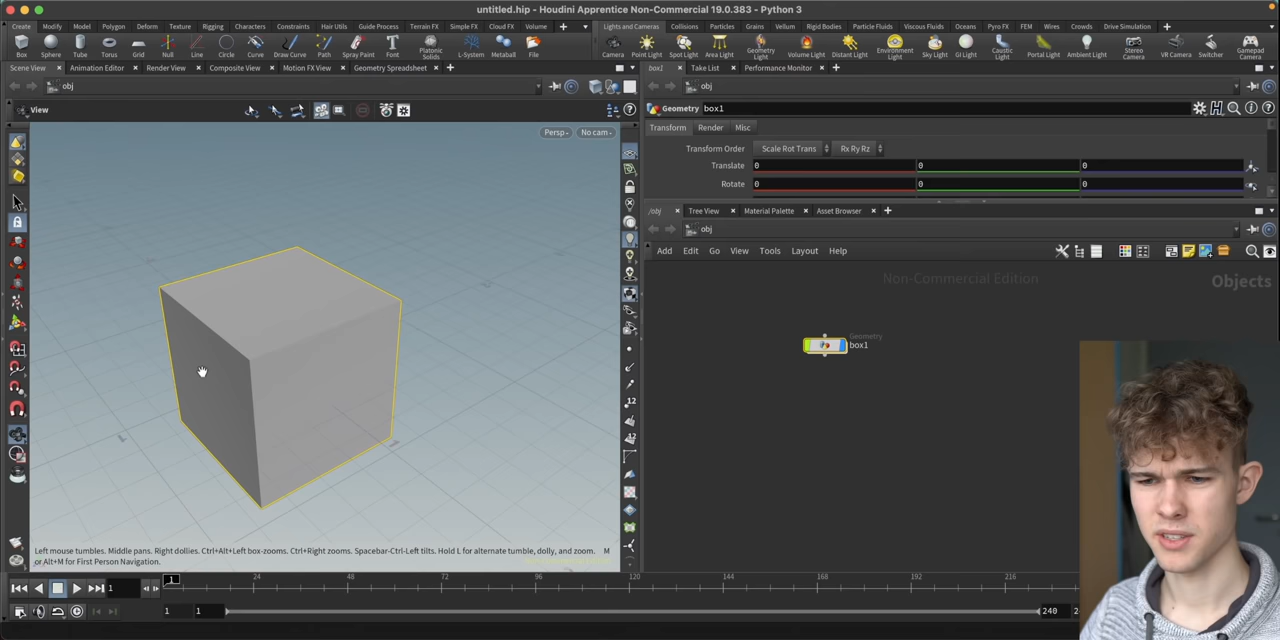 untitled.hip - Houdini Apprentice Non-Commercial 19.0.383 - Python 3
Create Modify Model Polygon Deform Texture Rigging Characters Constraints Hair Utils Guide Process Terrain FX Simple FX Cloud FX Volume
Lights and Cameras Collisions Particles Grains Vellum Rigid Bodies Particle Fluids Viscous Fluids Oceans Pyro FX FEM Wires Crowds Drive Simulation
Box Sphere Tube Torus Grid Null Line Circle Curve Draw Curve Path Spray Paint Font Platonic Solids L-System Metaball File
Camera Point Light Spot Light Area Light Geometry Light Volume Light Distant Light Environment Light Sky Light GI Light Caustic Light Portal Light Ambient Light Stereo Camera VR Camera Switcher Gamepad Camera
Scene View Animation Editor Render View Composite View Motion FX View Geometry Spreadsheet
box1 Take List Performance Monitor
obj
obj
View
Geometry box1
Persp No cam
Transform Render Misc
Transform Order Scale Rot Trans Rx Ry Rz
Translate 0 0 0
Rotate 0 0 0
/obj Tree View Material Palette Asset Browser
obj
Add Edit Go View Tools Layout Help
Non-Commercial Edition
Objects
Geometry
box1
12
Left mouse tumbles. Middle pans. Right dollies. Ctrl+Alt+Left box-zooms. Ctrl+Right zooms. Spacebar-Ctrl-Left tilts. Hold L for alternate tumble, dolly, and zoom. M
or Alt+M for First Person Navigation.
1 1 24 48 72 96 120 144 168 192 216
1 1 240 2